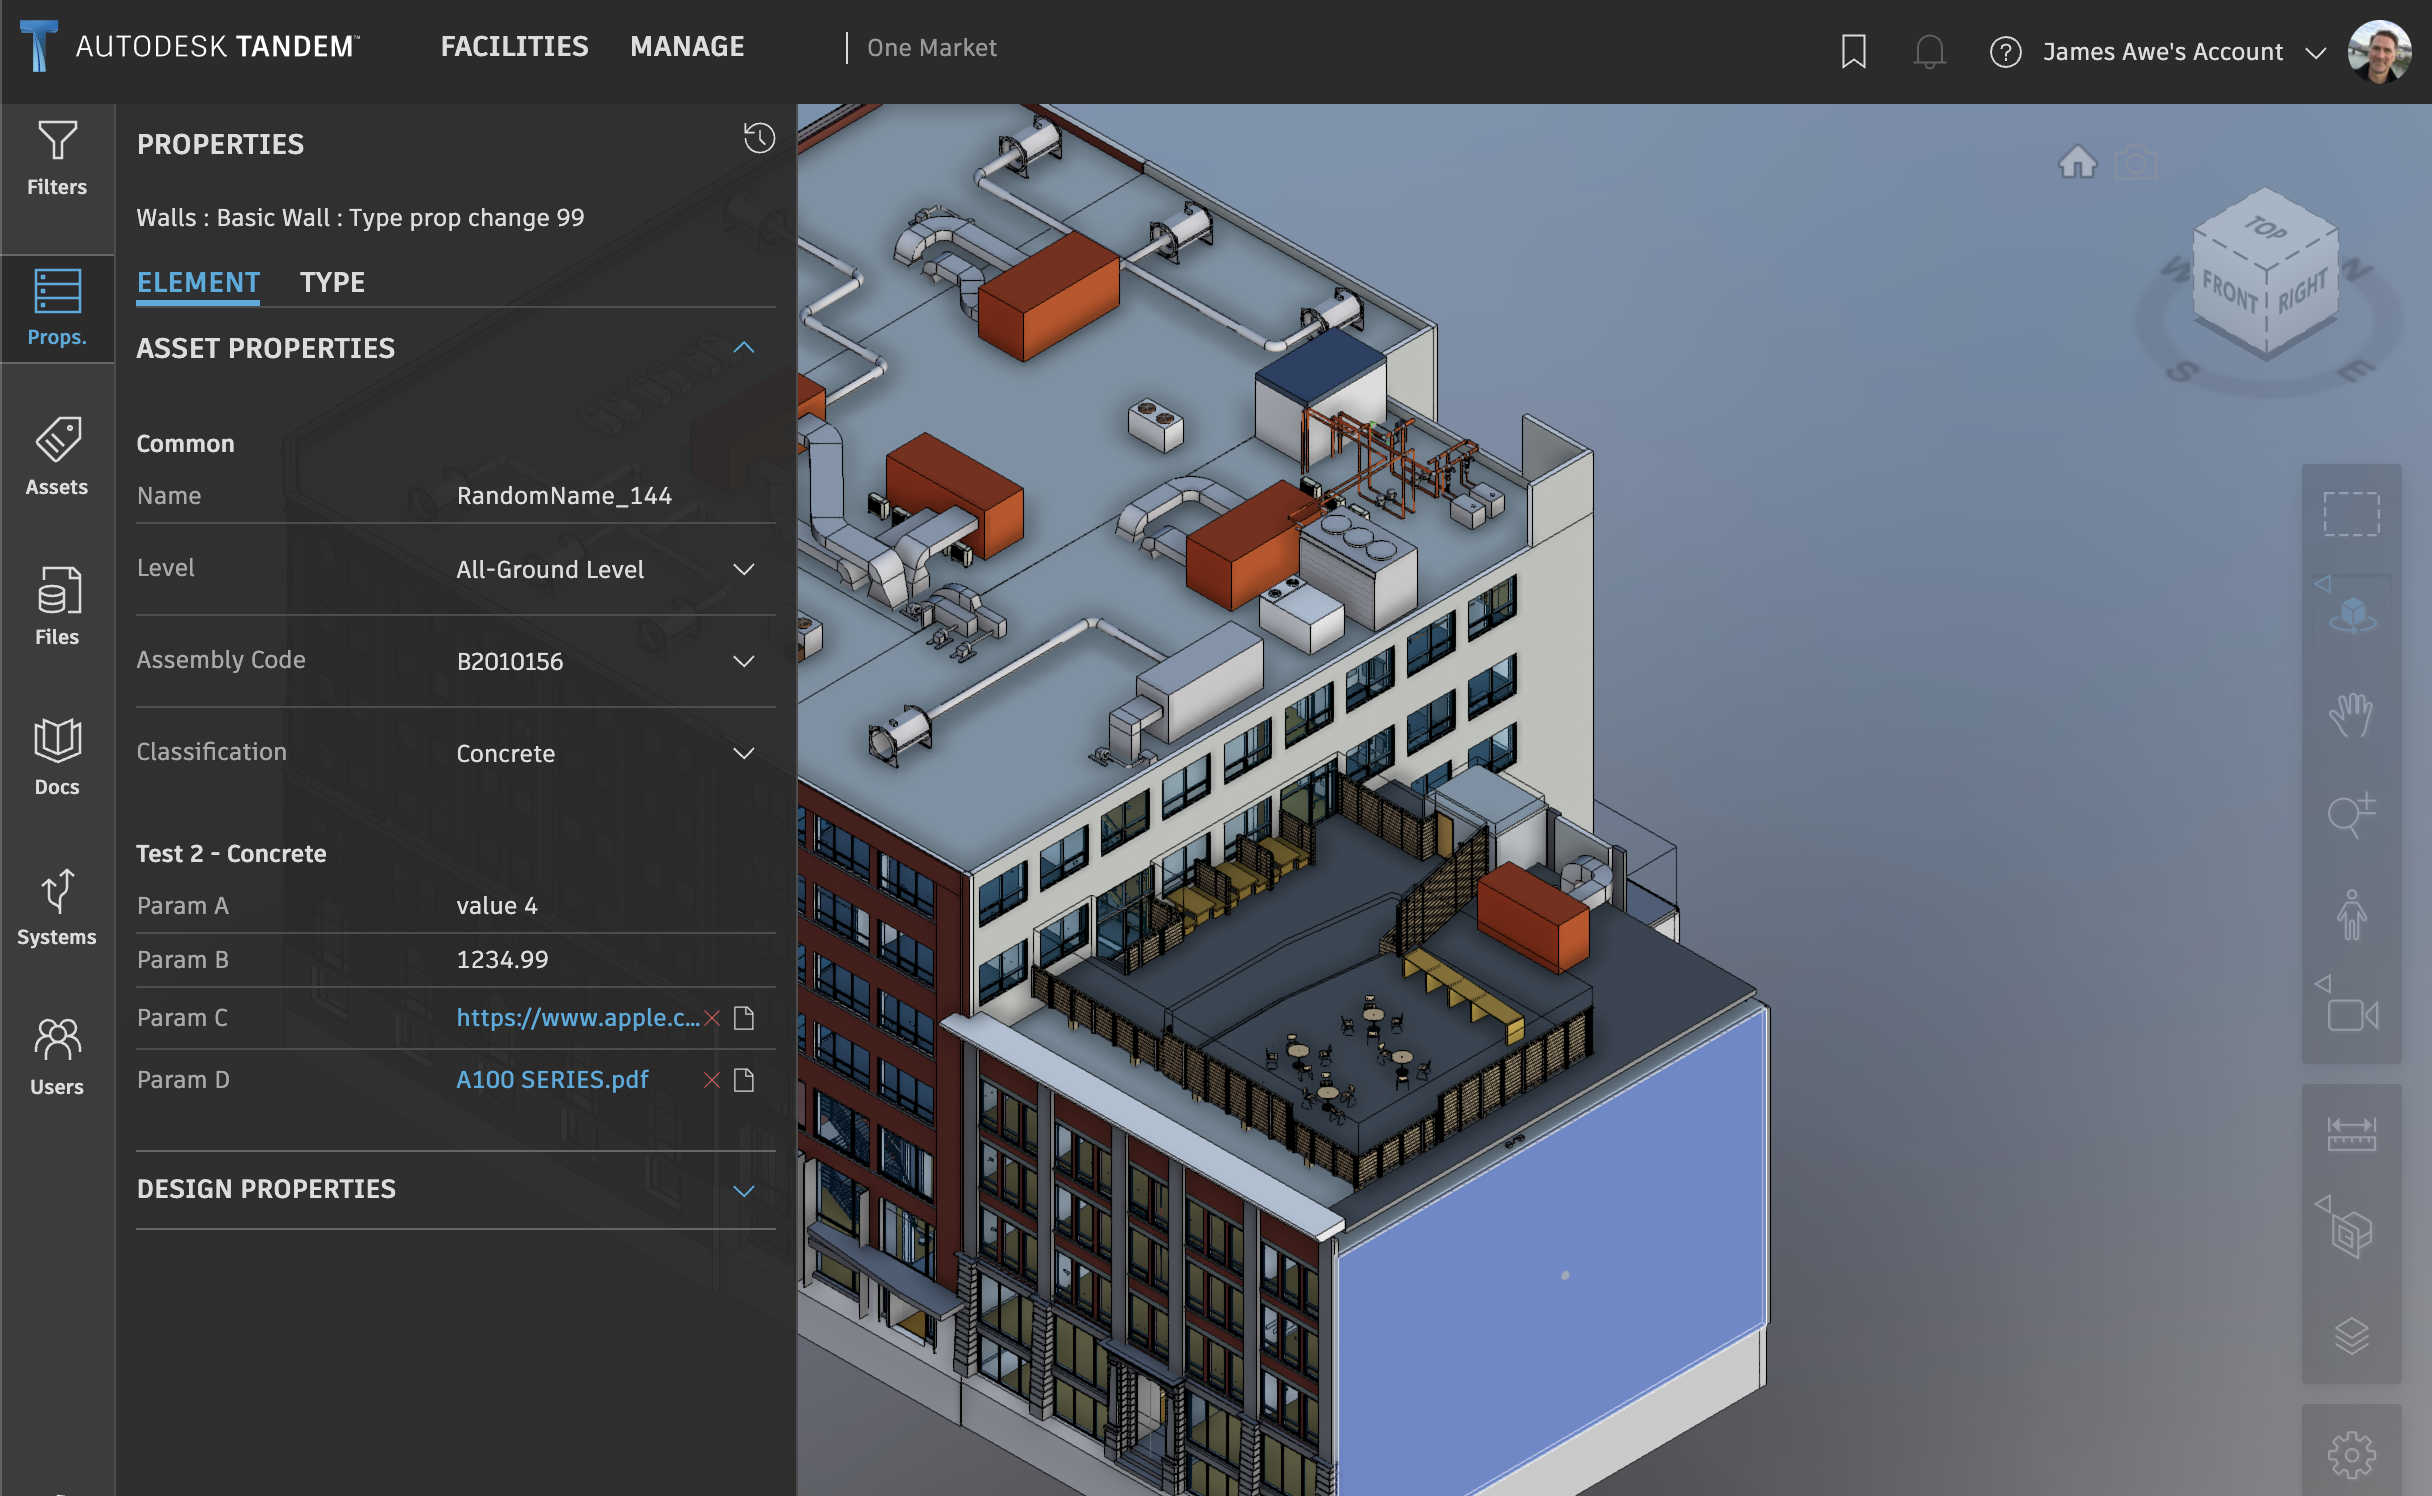 AUTODESK TANDEM™
FACILITIES
MANAGE
One Market
James Awe's Account
Filters
Props.
Assets
Files
Docs
Systems
Users
PROPERTIES
Walls : Basic Wall : Type prop change 99
ELEMENT
TYPE
ASSET PROPERTIES
Common
Name RandomName_144
Level All-Ground Level
Assembly Code B2010156
Classification Concrete
Test 2 - Concrete
Param A value 4
Param B 1234.99
Param C https://www.apple.c...
Param D A100 SERIES.pdf
DESIGN PROPERTIES
TOP
FRONT
RIGHT
W
N
S
E